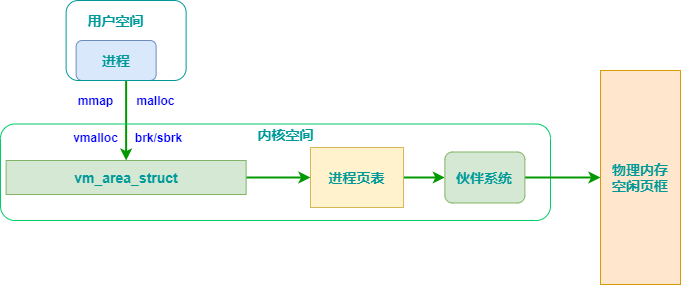 用户空间
进程
mmap
malloc
vmalloc
brk/sbrk
内核空间
vm_area_struct
进程页表
伙伴系统
物理内存
空闲页框